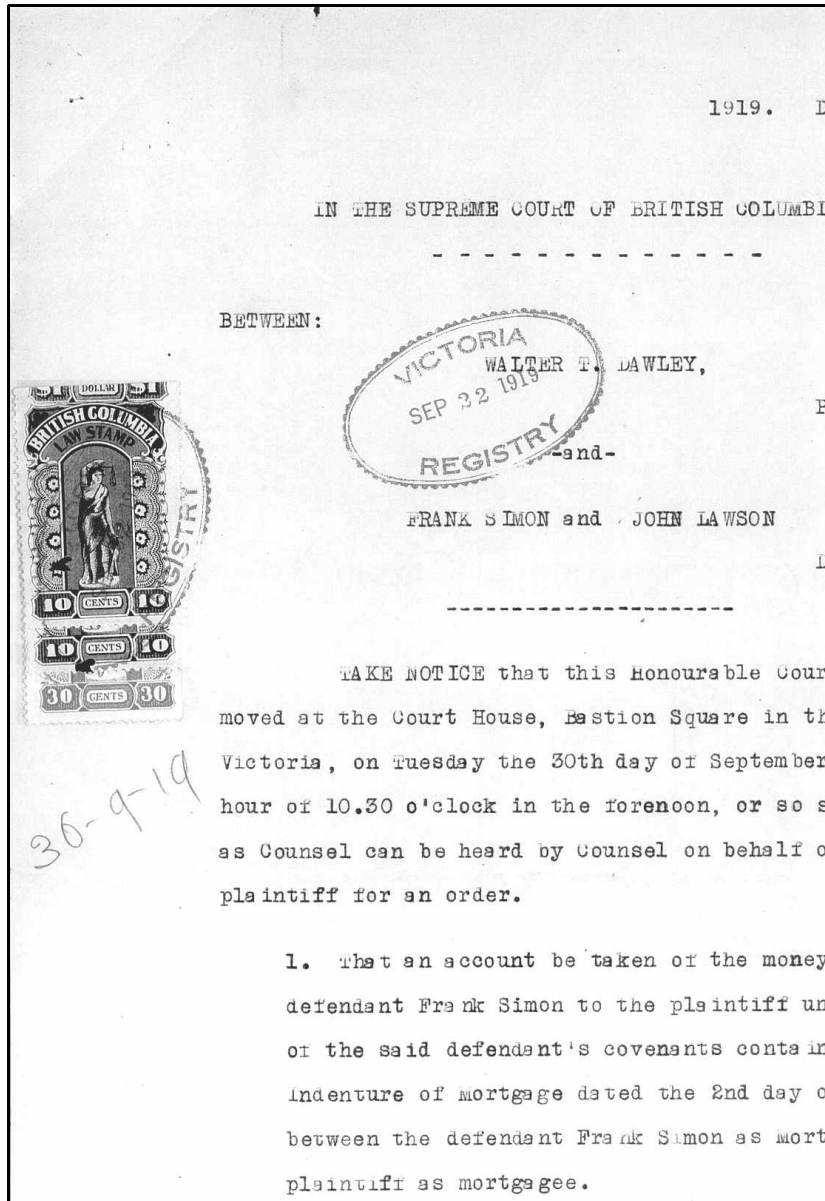 1919.
IN THE SUPREME COURT OF BRITISH COLUMBI
BETWEEN:
VICTORIA
SEP 22 1919
REGISTRY
WALTER T. DAWLEY,
-and-
FRANK SIMON and JOHN LAWSON
$1 DOLLAR $1
BRITISH COLUMBIA
LAW STAMP
10 CENTS 10
10 CENTS 10
30 CENTS 30
GISTRY
30-9-19
TAKE NOTICE that this Honourable Cour
moved at the Court House, Bastion Square in th
Victoria, on Tuesday the 30th day of September
hour of 10.30 o'clock in the forenoon, or so s
as Counsel can be heard by Counsel on behalf o
plaintiff for an order.
1. That an account be taken of the money
defendant Frank Simon to the plaintiff un
of the said defendant's covenants contain
indenture of Mortgage dated the 2nd day o
between the defendant Frank Simon as Mort
plaintiff as mortgagee.